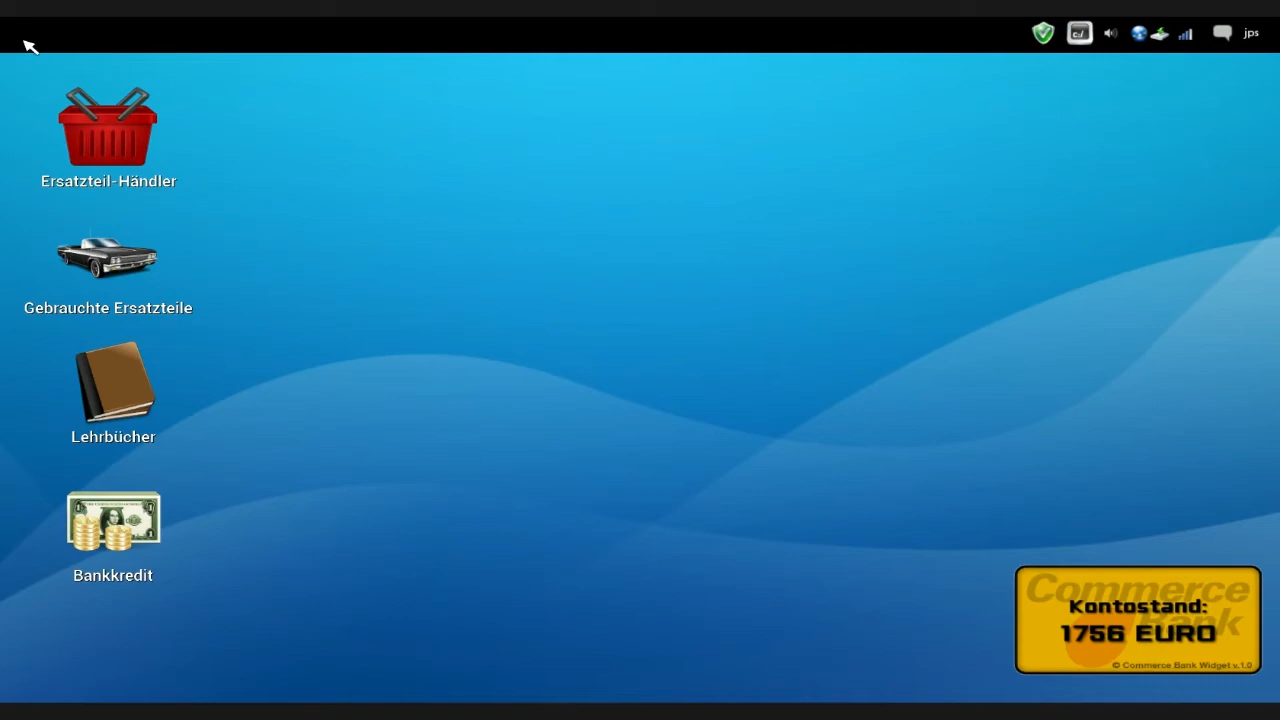 c:/
jps
Ersatzteil-Händler
Gebrauchte Ersatzteile
Lehrbücher
Bankkredit
Commerce
Bank
Kontostand:
1756 EURO
© Commerce Bank Widget v.1.0